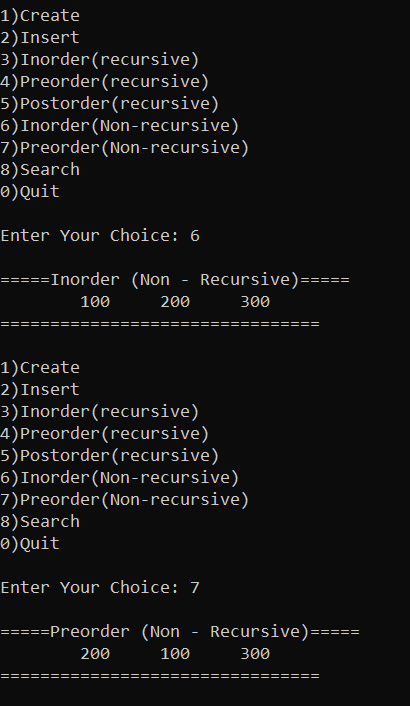 1)Create
2)Insert
3)Inorder(recursive)
4)Preorder(recursive)
5)Postorder(recursive)
6)Inorder(Non-recursive)
7)Preorder(Non-recursive)
8)Search
0)Quit
Enter Your Choice: 6
=====Inorder (Non - Recursive)=====
100     200     300
================================
1)Create
2)Insert
3)Inorder(recursive)
4)Preorder(recursive)
5)Postorder(recursive)
6)Inorder(Non-recursive)
7)Preorder(Non-recursive)
8)Search
0)Quit
Enter Your Choice: 7
=====Preorder (Non - Recursive)=====
200     100     300
================================